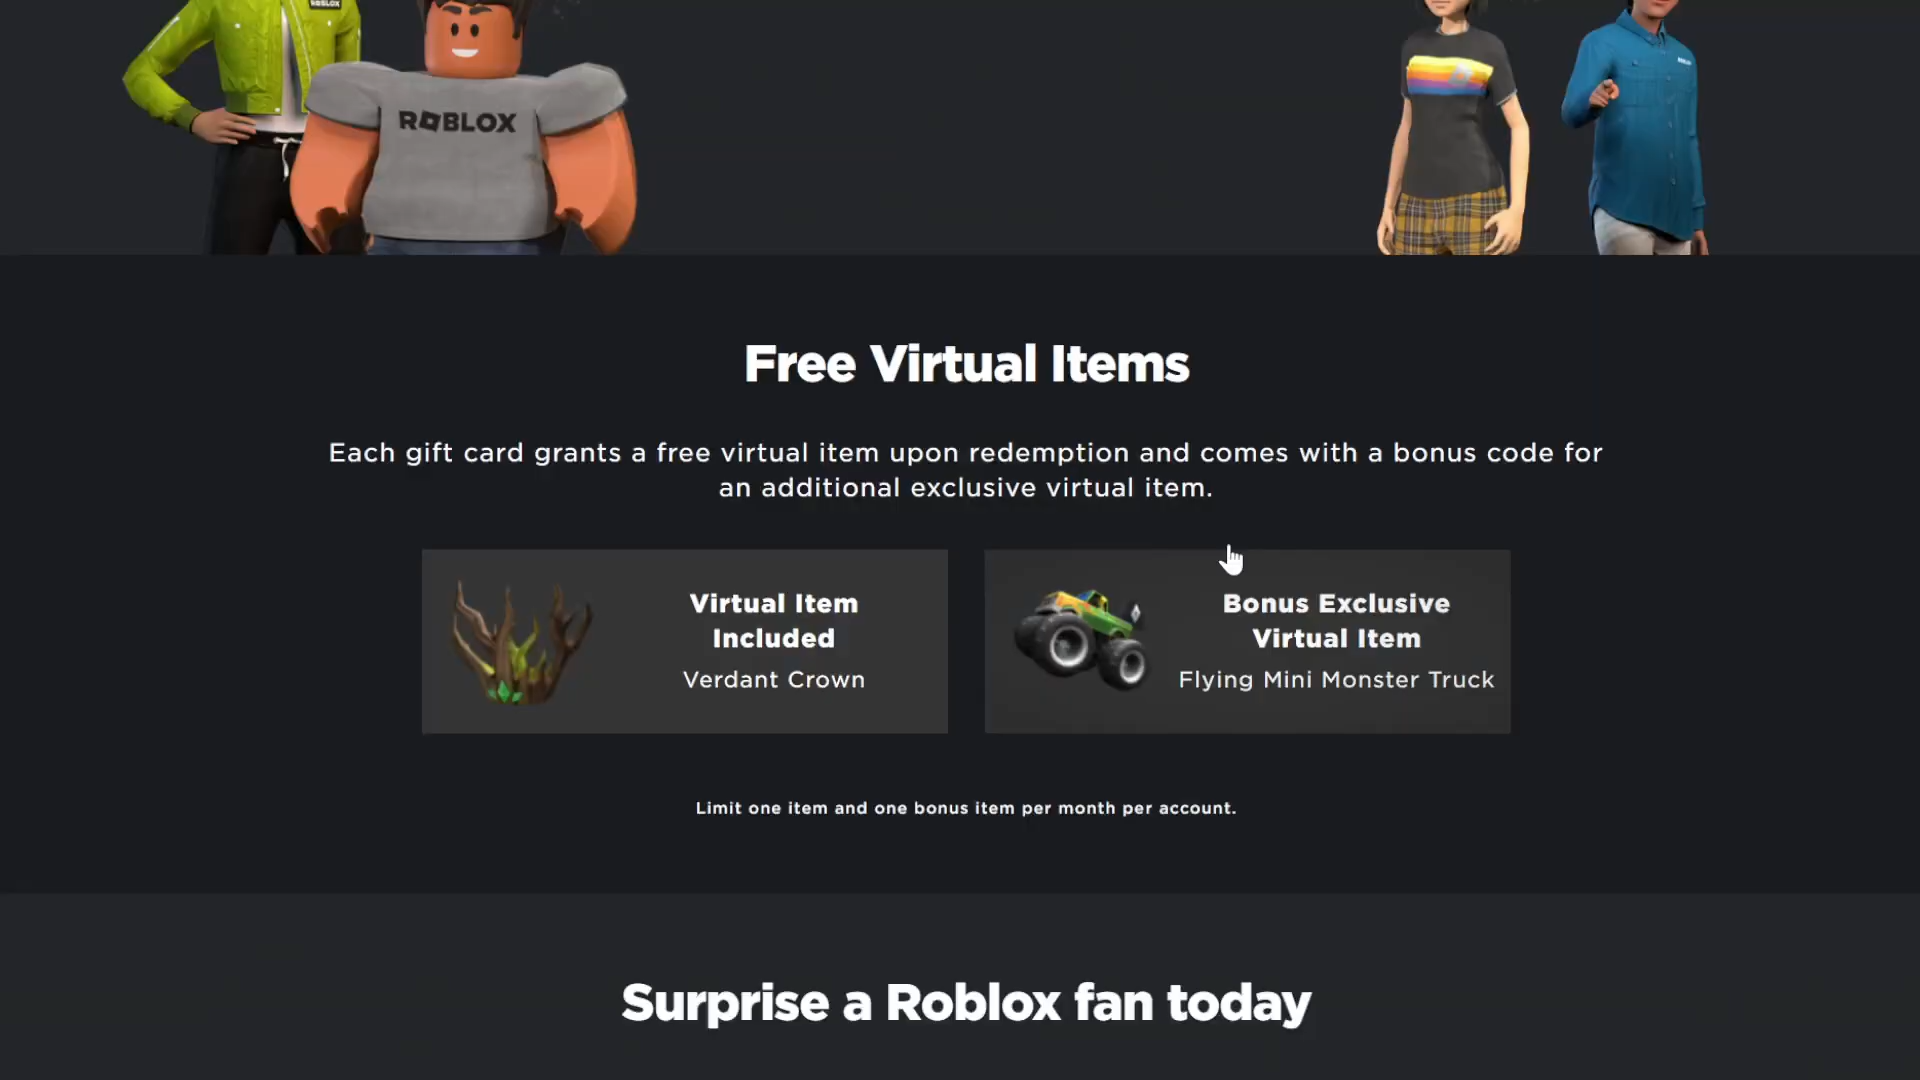 ROBLOX
ROBLOX
Free Virtual Items
Each gift card grants a free virtual item upon redemption and comes with a bonus code for
an additional exclusive virtual item.
Virtual Item
Included
Verdant Crown
Bonus Exclusive
Virtual Item
Flying Mini Monster Truck
Limit one item and one bonus item per month per account.
Surprise a Roblox fan today